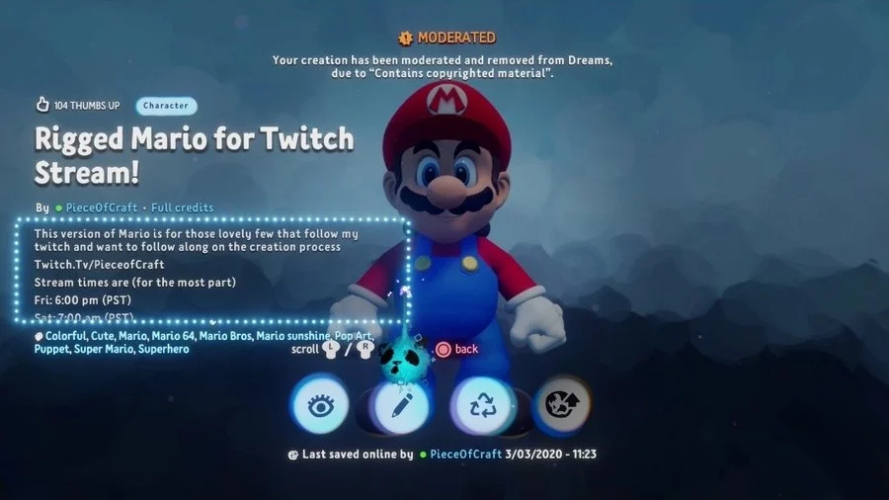 MODERATED
Your creation has been moderated and removed from Dreams,
due to “Contains copyrighted material”.
104 THUMBS UP
Character
Rigged Mario for Twitch
Stream!
By PieceOfCraft • Full credits
This version of Mario is for those lovely few that follow my
twitch and want to follow along on the creation process
Twitch.Tv/PieceofCraft
Stream times are (for the most part)
Fri: 6:00 pm (PST)
Sat: 7:00 am (PST)
Colorful, Cute, Mario, Mario 64, Mario Bros, Mario sunshine, Pop Art,
Puppet, Super Mario, Superhero
scroll L / R
back
Last saved online by PieceOfCraft 3/03/2020 - 11:23
M